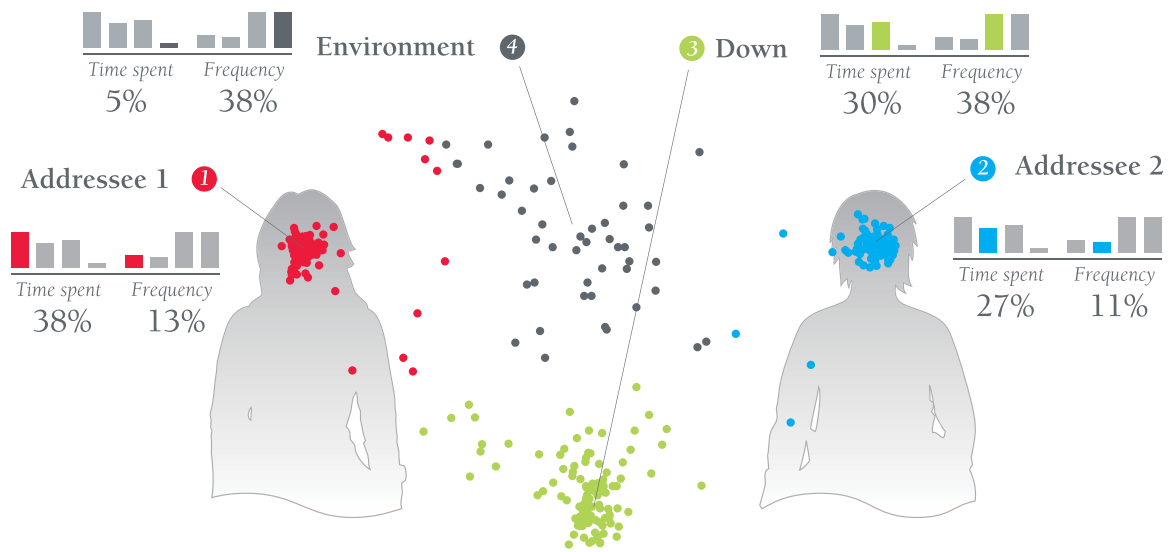 Environment 4
Time spent Frequency
5% 38%
3 Down
Time spent Frequency
30% 38%
Addressee 1 1
Time spent Frequency
38% 13%
2 Addressee 2
Time spent Frequency
27% 11%